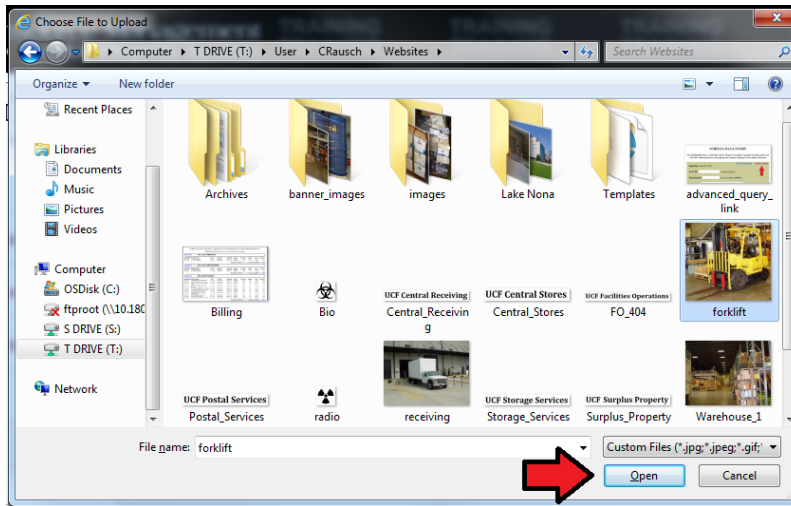 Choose File to Upload
TRAINING
Computer T DRIVE (T:) User CRausch Websites
Search Websites
Organize
New folder
Recent Places
Libraries
Documents
Music
Pictures
Videos
Computer
OSDisk (C:)
ftproot (\\10.180
S DRIVE (S:)
T DRIVE (T:)
Network
Archives
banner_images
images
Lake Nona
Templates
advanced_query_
link
Billing
Bio
UCF Central Receiving
Central_Receivin
g
UCF Central Stores
Central_Stores
UCF Facilities Operations
FO_404
forklift
UCF Postal Services
Postal_Services
radio
receiving
UCF Storage Services
Storage_Services
UCF Surplus Property
Surplus_Property
Warehouse_1
File name: forklift
Custom Files (*.jpg;*.jpeg;*.gif;
Open
Cancel